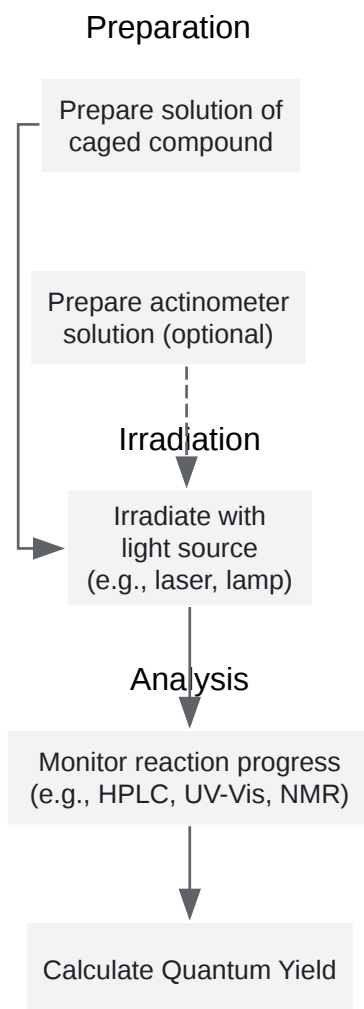 Preparation
Prepare solution of
caged compound
Prepare actinometer
solution (optional)
Irradiation
Irradiate with
light source
(e.g., laser, lamp)
Analysis
Monitor reaction progress
(e.g., HPLC, UV-Vis, NMR)
Calculate Quantum Yield